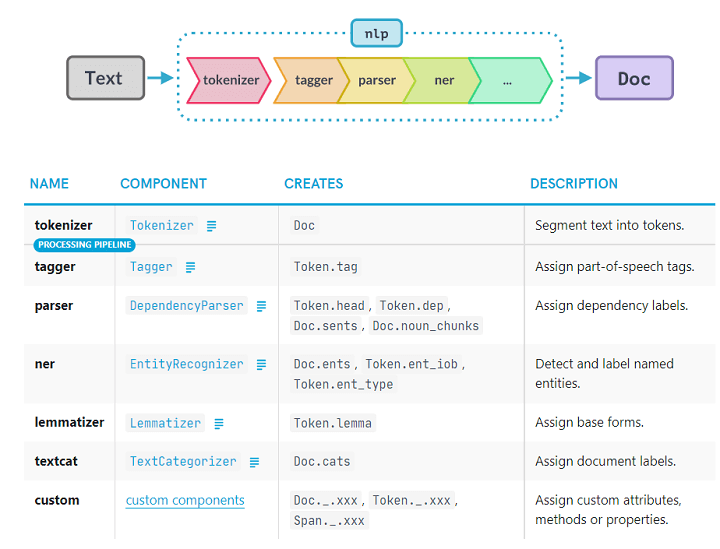 nlp
Text
tokenizer
tagger
parser
ner
...
Doc
NAME COMPONENT CREATES DESCRIPTION
tokenizer Tokenizer Doc Segment text into tokens.
PROCESSING PIPELINE
tagger Tagger Token.tag Assign part-of-speech tags.
parser DependencyParser Token.head, Token.dep, Assign dependency labels.
Doc.sents, Doc.noun_chunks
ner EntityRecognizer Doc.ents, Token.ent_iob, Detect and label named
Token.ent_type entities.
lemmatizer Lemmatizer Token.lemma Assign base forms.
textcat TextCategorizer Doc.cats Assign document labels.
custom custom components Doc._.xxx, Token._.xxx, Assign custom attributes,
Span._.xxx methods or properties.